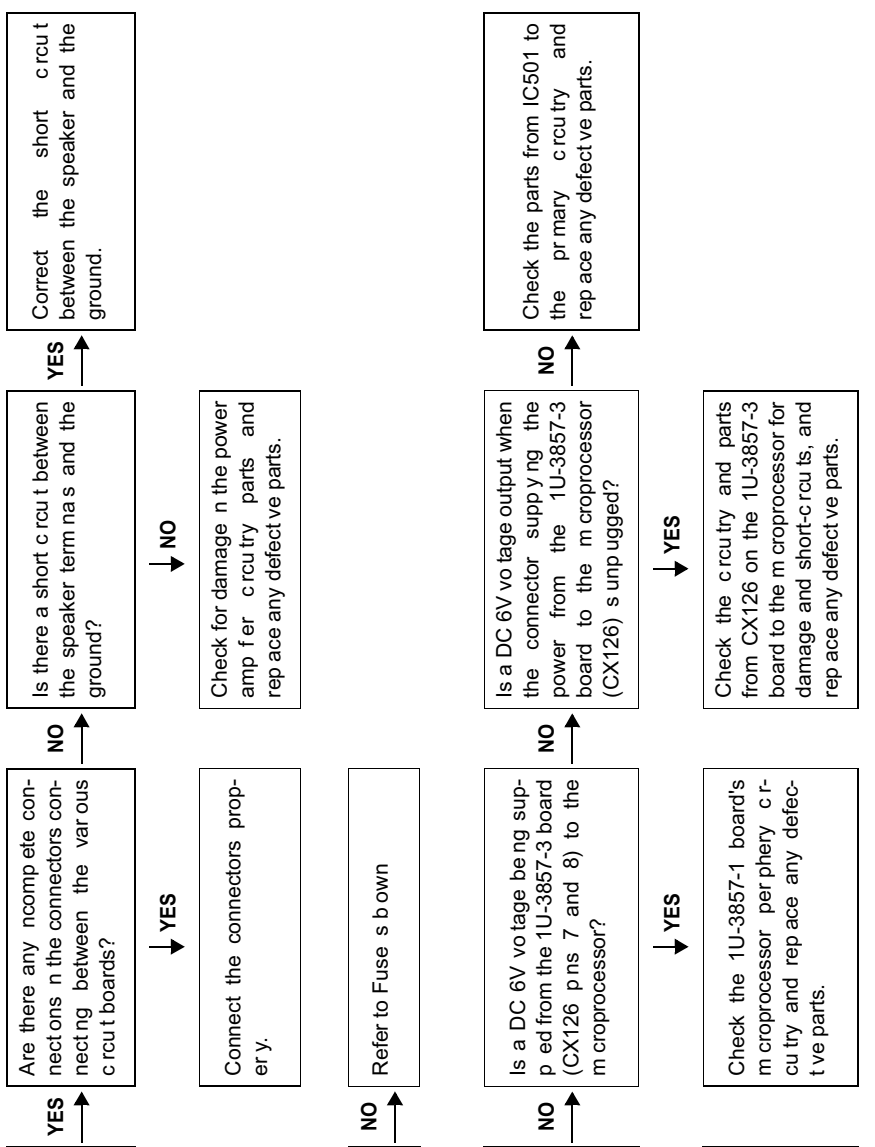 YES
Are there any ncomp ete con-
nect ons n the connectors con-
nect ng between the var ous
c rcu t boards?
NO
Is there a short c rcu t between
the speaker term na s and the
ground?
YES
Correct the short c rcu t
between the speaker and the
ground.
YES
Connect the connectors prop-
er y.
NO
Check for damage n the power
amp f er c rcu try parts and
rep ace any defect ve parts.
NO
Refer to Fuse s b own
NO
Is a DC 6V vo tage be ng sup-
p ed from the 1U-3857-3 board
(CX126 p ns 7 and 8) to the
m croprocessor?
NO
Is a DC 6V vo tage output when
the connector supp y ng the
power from the 1U-3857-3
board to the m croprocessor
(CX126) s unp ugged?
NO
Check the parts from IC501 to
the pr mary c rcu try and
rep ace any defect ve parts.
YES
Check the 1U-3857-1 board's
m croprocessor per phery c r-
cu try and rep ace any defec-
t ve parts.
YES
Check the c rcu try and parts
from CX126 on the 1U-3857-3
board to the m croprocessor for
damage and short-c rcu ts, and
rep ace any defect ve parts.